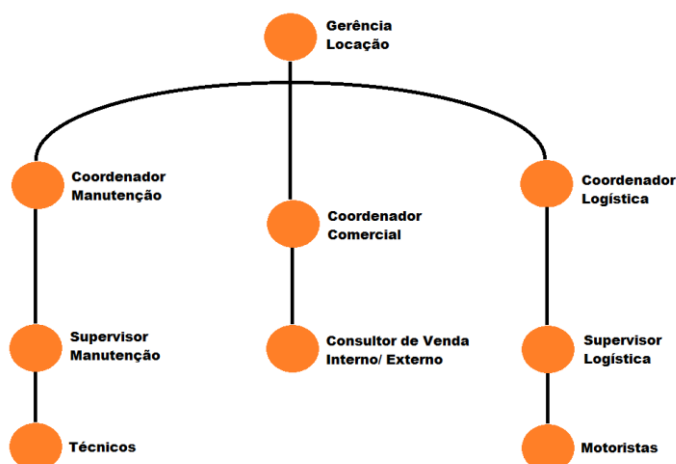 Gerência
Locação
Coordenador
Manutenção
Coordenador
Comercial
Coordenador
Logística
Supervisor
Manutenção
Consultor de Venda
Interno/ Externo
Supervisor
Logística
Técnicos
Motoristas